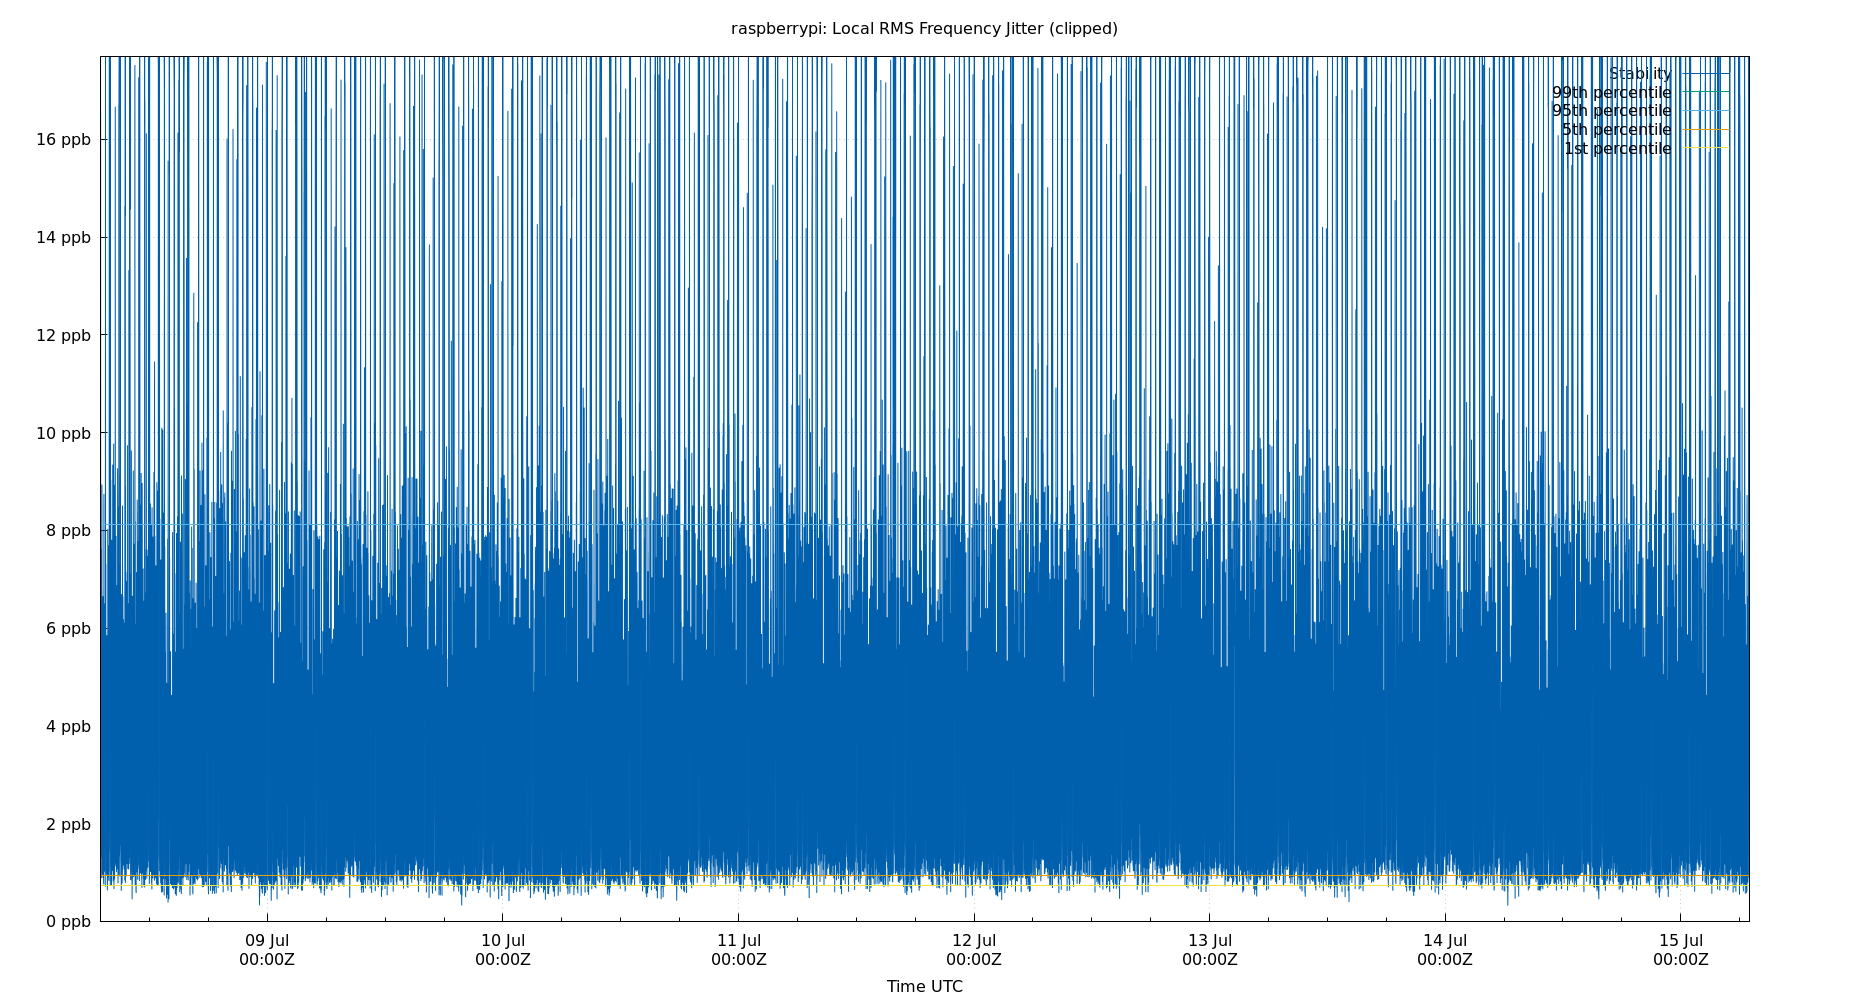 raspberrypi: Local RMS Frequency Jitter (clipped)
Stability
99th percentile
95th percentile
5th percentile
1st percentile
16 ppb
14 ppb
12 ppb
10 ppb
8 ppb
6 ppb
4 ppb
2 ppb
0 ppb
09 Jul 10 Jul 11 Jul 12 Jul 13 Jul 14 Jul 15 Jul
00:00Z 00:00Z 00:00Z 00:00Z 00:00Z 00:00Z 00:00Z
Time UTC